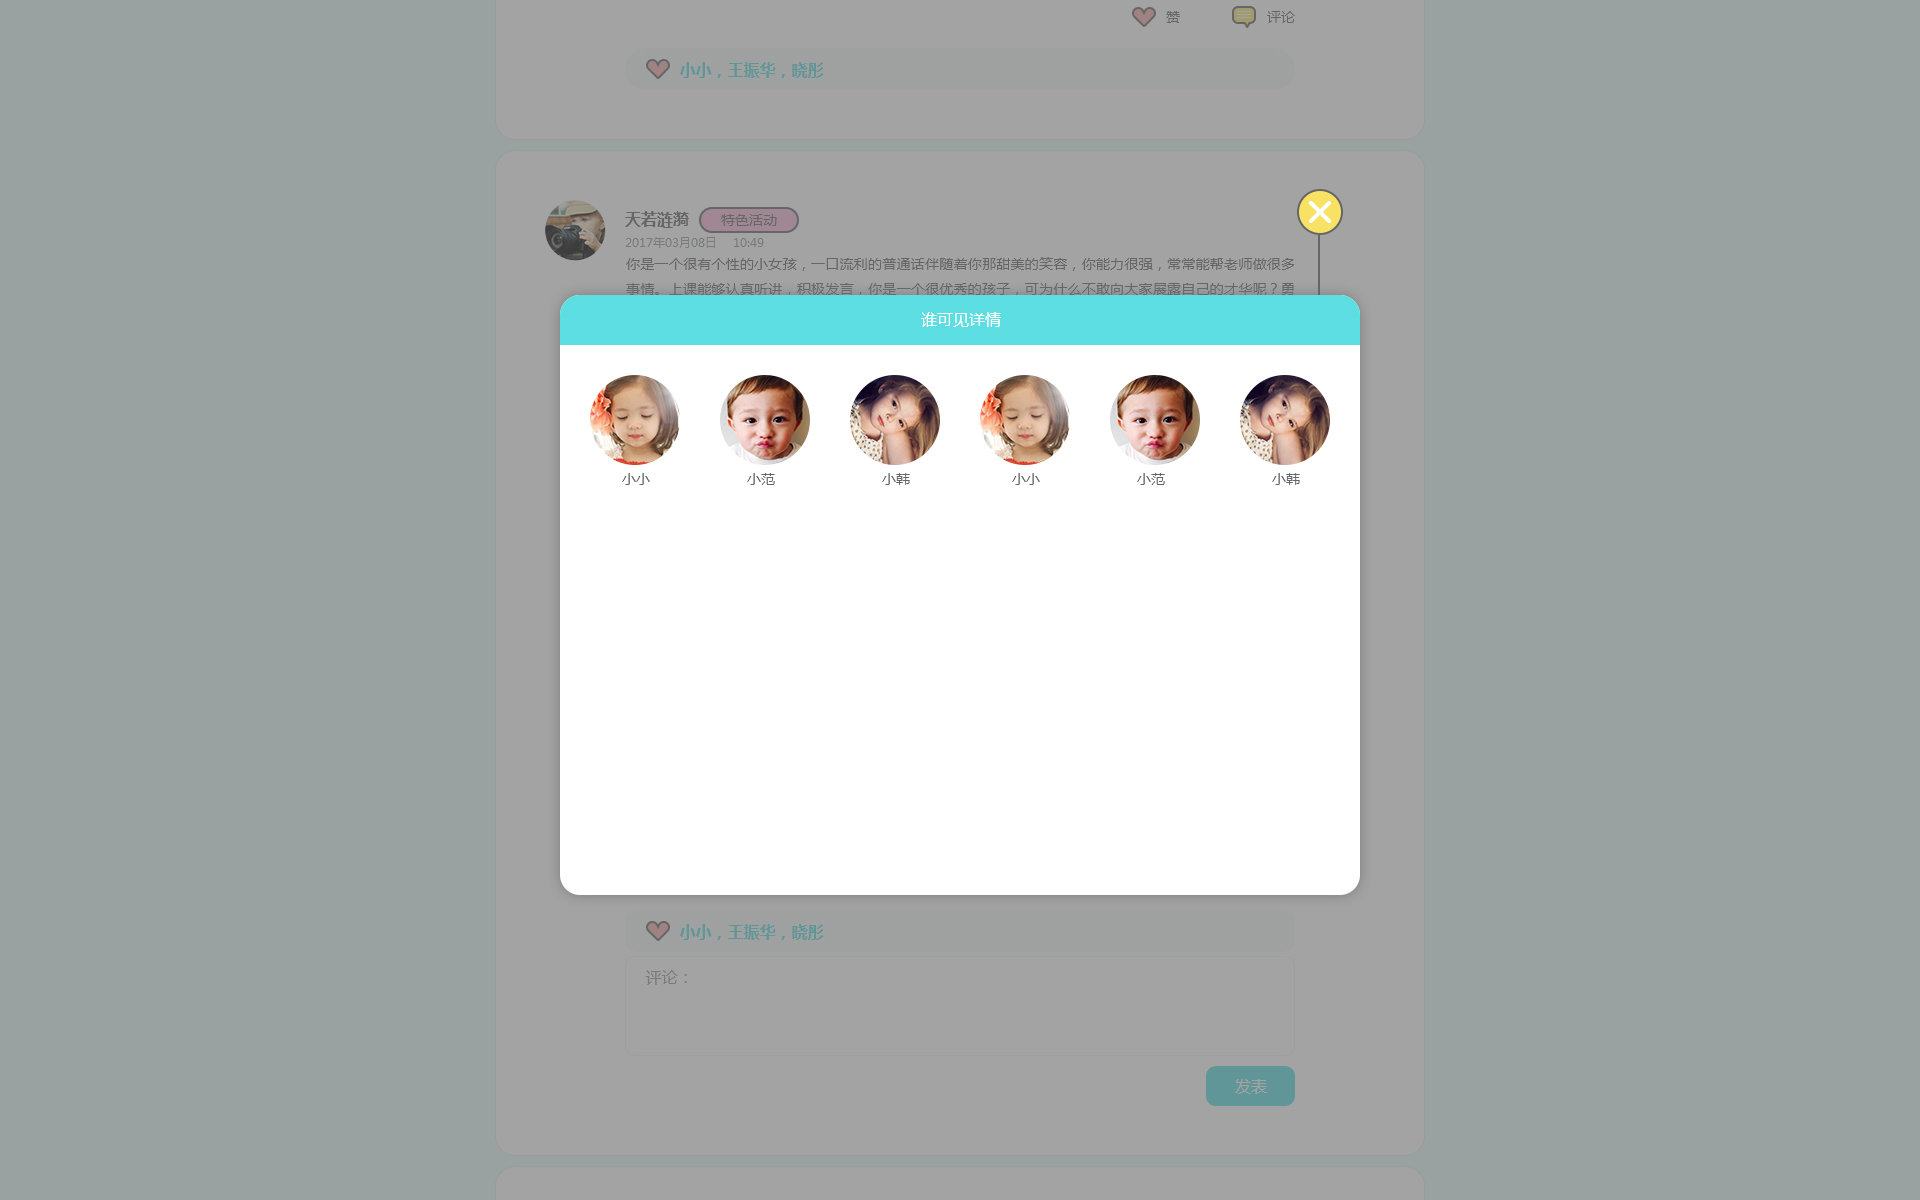 赞 评论
小小，王振华，晓彤
天若涟漪 特色活动
2017年03月08日 10:49
你是一个很有个性的小女孩，一口流利的普通话伴随着你那甜美的笑容，你能力很强，常常能帮老师做很多
事情。上课能够认真听讲，积极发言，你是一个很优秀的孩子，可为什么不敢向大家展露自己的才华呢？勇
谁可见详情
小小 小范 小韩 小小 小范 小韩
小小，王振华，晓彤
评论：
发表